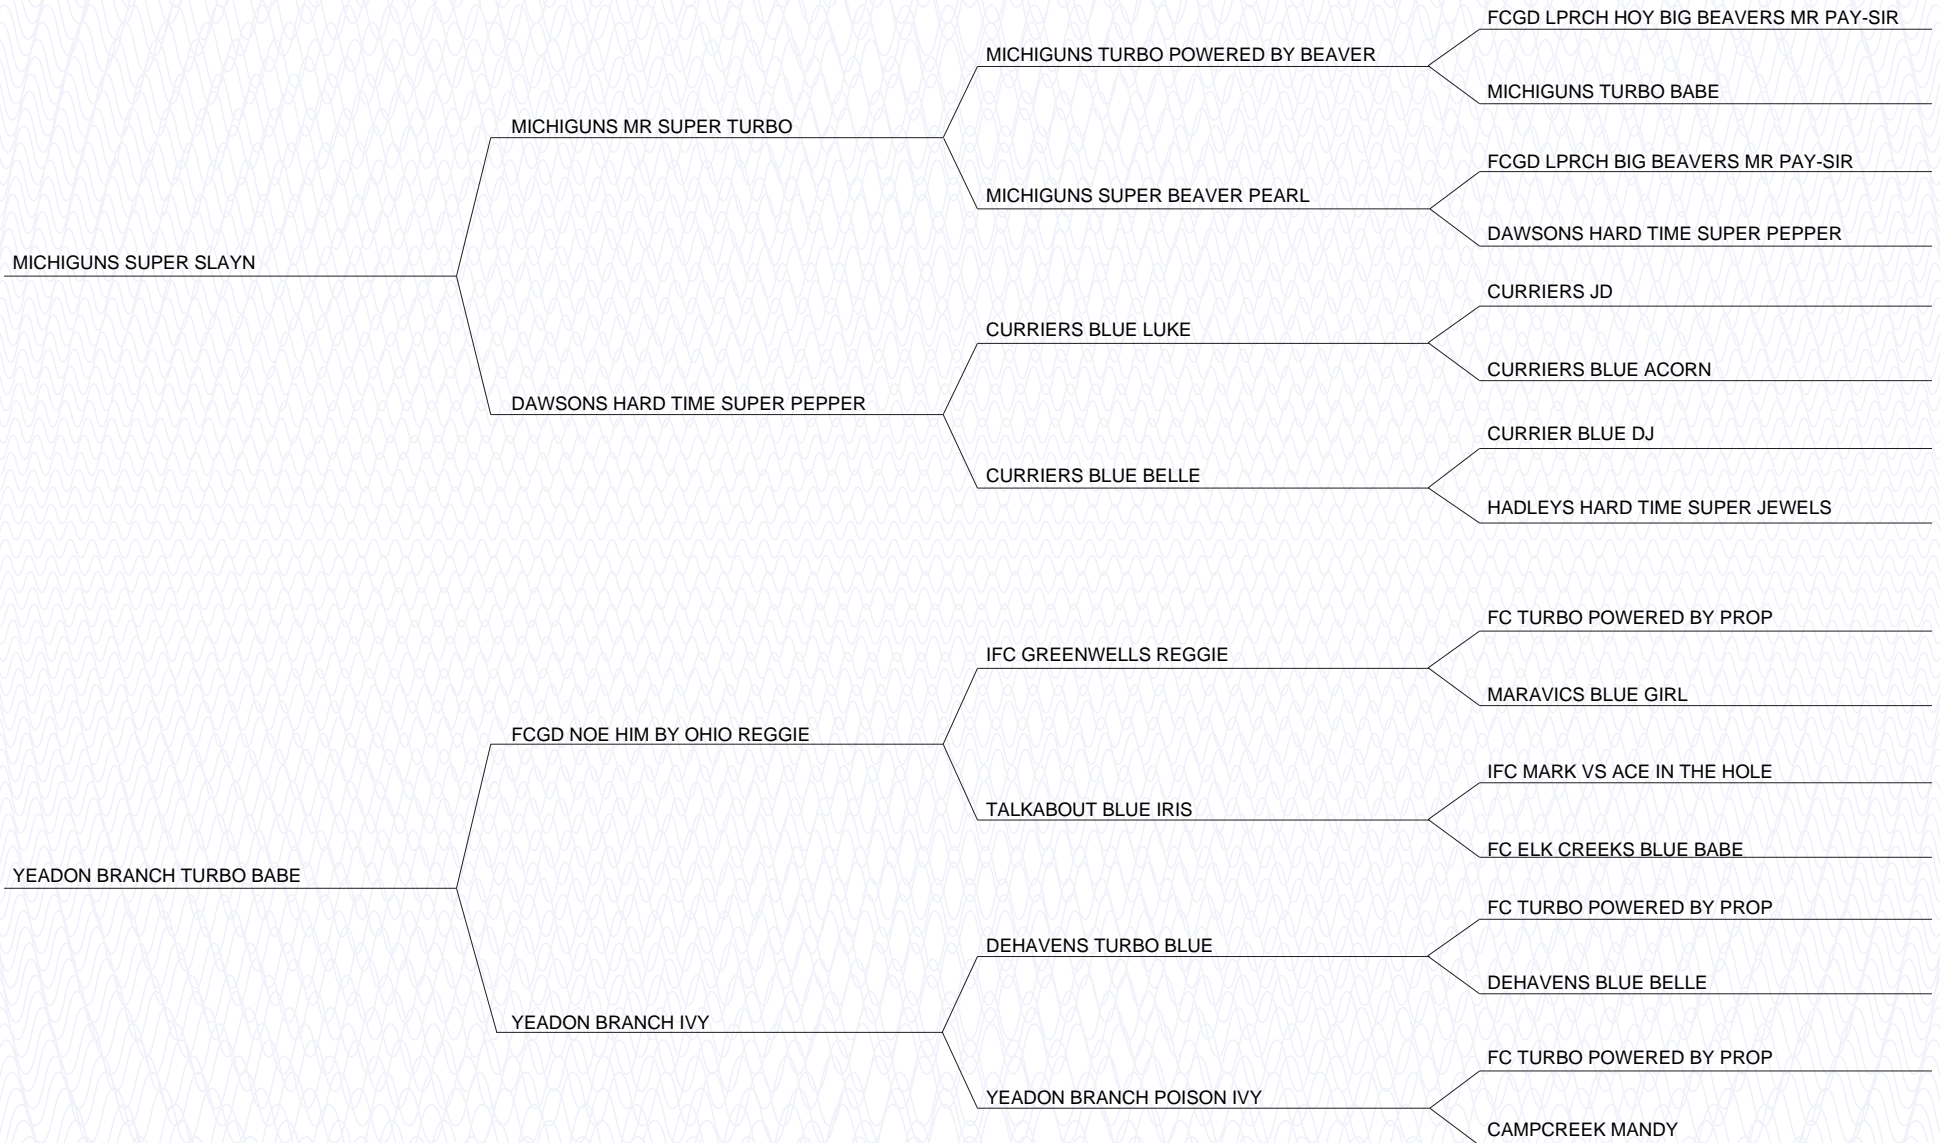 FCGD LPRCH HOY BIG BEAVERS MR PAY-SIR
MICHIGUNS TURBO POWERED BY BEAVER
MICHIGUNS TURBO BABE
MICHIGUNS MR SUPER TURBO
FCGD LPRCH BIG BEAVERS MR PAY-SIR
MICHIGUNS SUPER BEAVER PEARL
DAWSONS HARD TIME SUPER PEPPER
MICHIGUNS SUPER SLAYN
CURRIERS JD
CURRIERS BLUE LUKE
CURRIERS BLUE ACORN
DAWSONS HARD TIME SUPER PEPPER
CURRIER BLUE DJ
CURRIERS BLUE BELLE
HADLEYS HARD TIME SUPER JEWELS
FC TURBO POWERED BY PROP
IFC GREENWELLS REGGIE
MARAVICS BLUE GIRL
FCGD NOE HIM BY OHIO REGGIE
IFC MARK VS ACE IN THE HOLE
TALKABOUT BLUE IRIS
FC ELK CREEKS BLUE BABE
YEADON BRANCH TURBO BABE
FC TURBO POWERED BY PROP
DEHAVENS TURBO BLUE
DEHAVENS BLUE BELLE
YEADON BRANCH IVY
FC TURBO POWERED BY PROP
YEADON BRANCH POISON IVY
CAMPCREEK MANDY